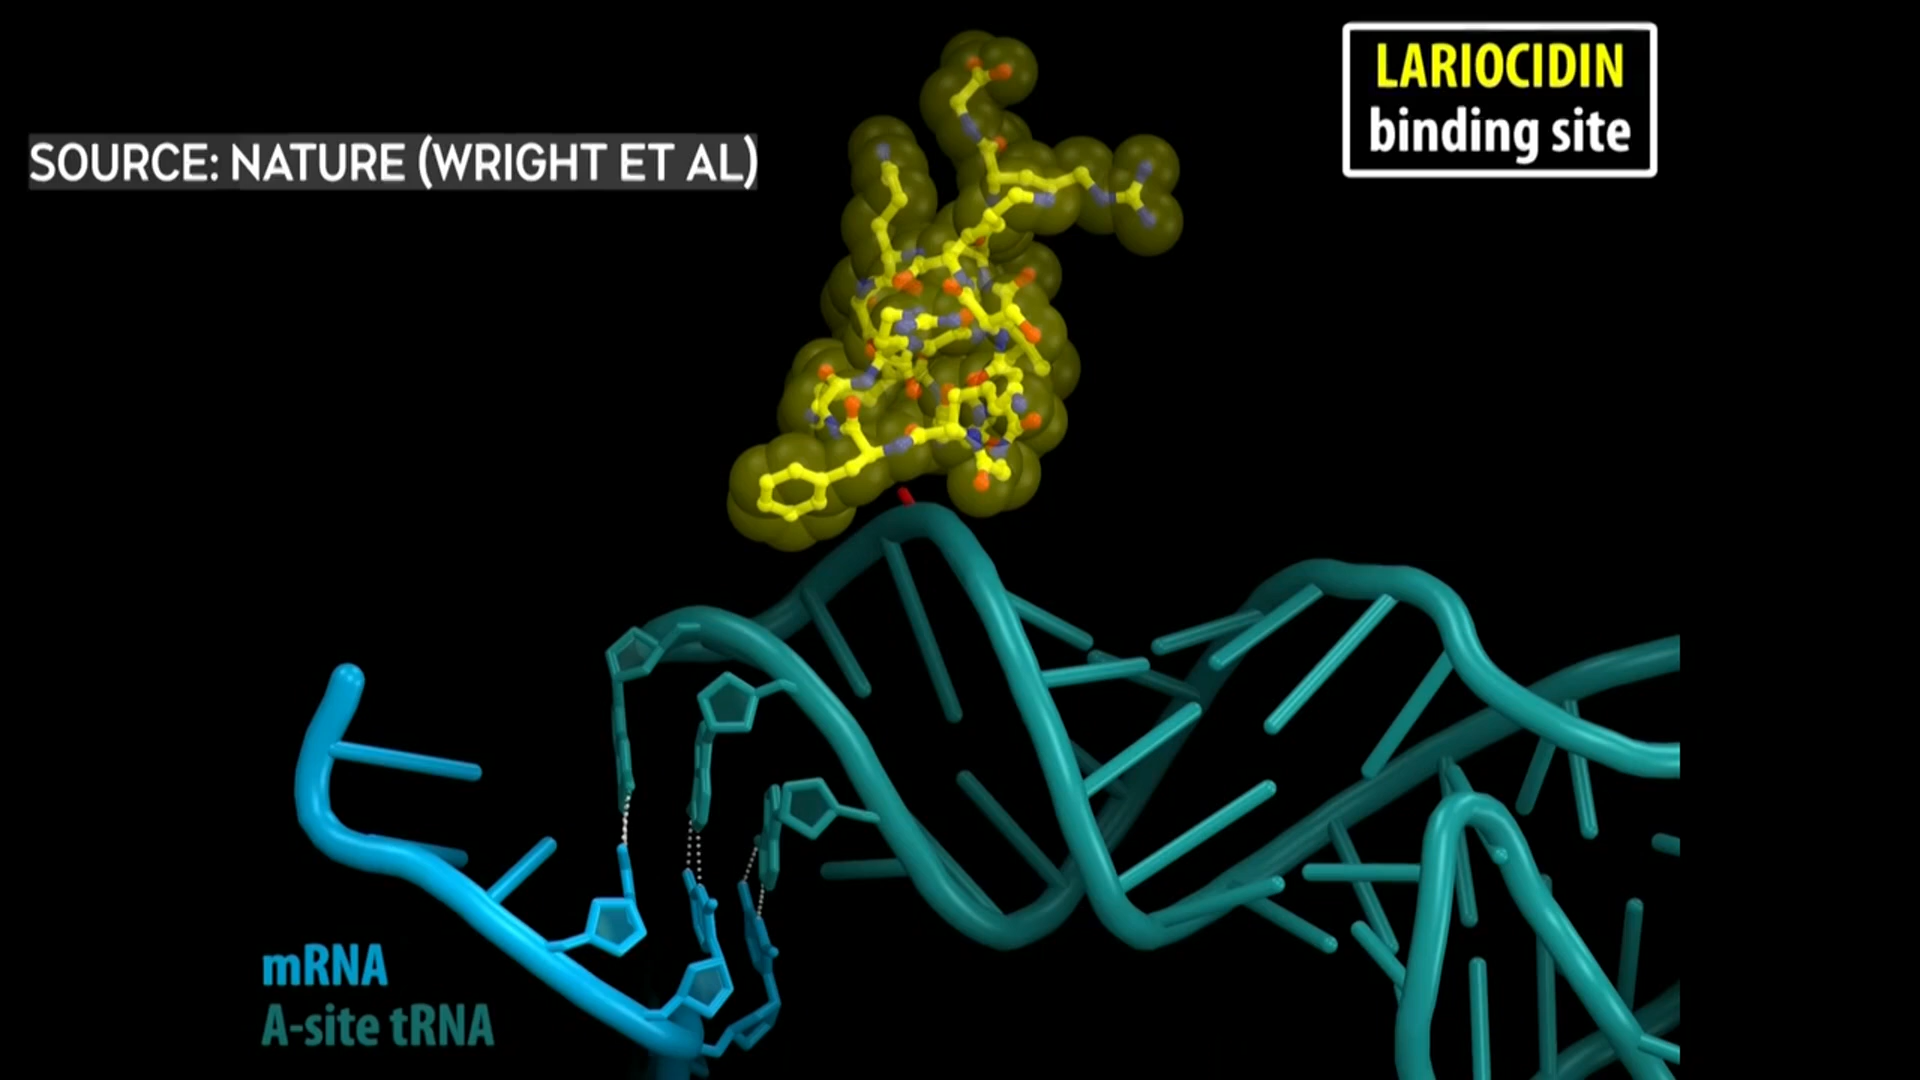 LARIOCIDIN
binding site
SOURCE: NATURE (WRIGHT ET AL)
mRNA
A-site tRNA